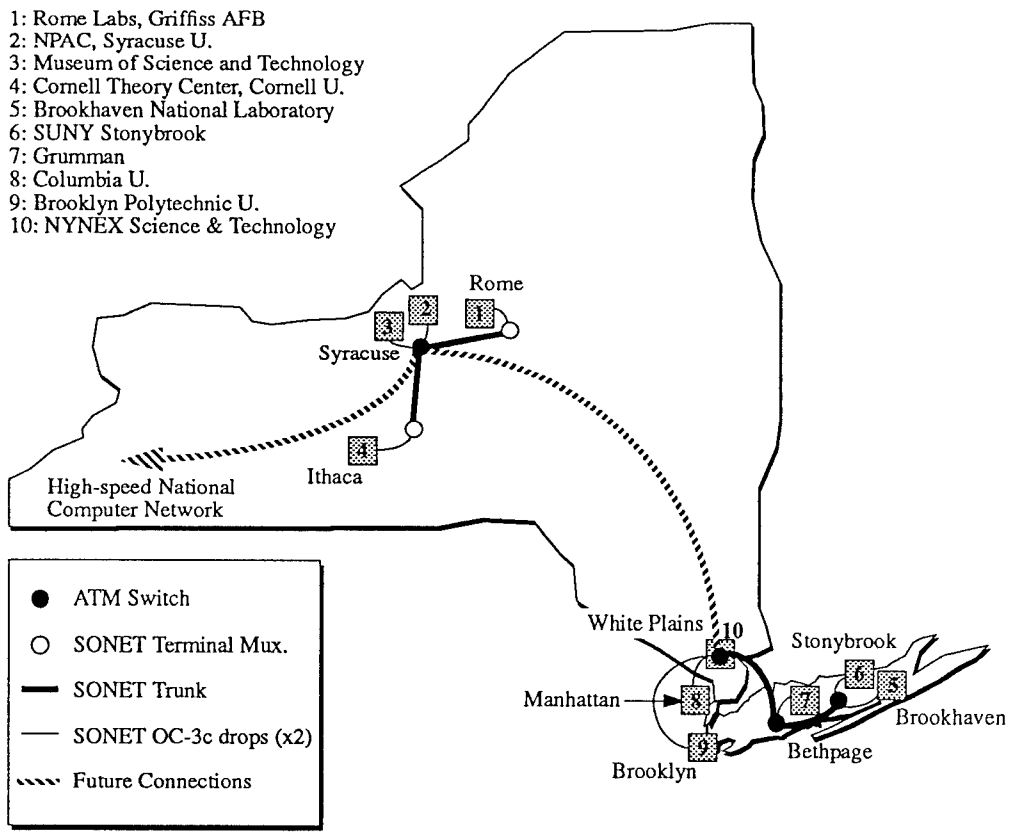 1: Rome Labs, Griffiss AFB
2: NPAC, Syracuse U.
3: Museum of Science and Technology
4: Cornell Theory Center, Cornell U.
5: Brookhaven National Laboratory
6: SUNY Stonybrook
7: Grumman
8: Columbia U.
9: Brooklyn Polytechnic U.
10: NYNEX Science & Technology
Rome
1
2
3
Syracuse
4
Ithaca
High-speed National
Computer Network
ATM Switch
SONET Terminal Mux.
SONET Trunk
SONET OC-3c drops (x2)
Future Connections
White Plains
10
Stonybrook
6
5
Manhattan
8
7
Brookhaven
9
Brooklyn
Bethpage